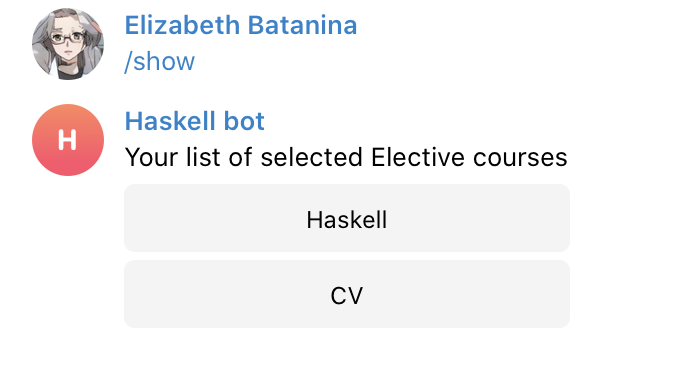 Elizabeth Batanina
/show
H
Haskell bot
Your list of selected Elective courses
Haskell
CV